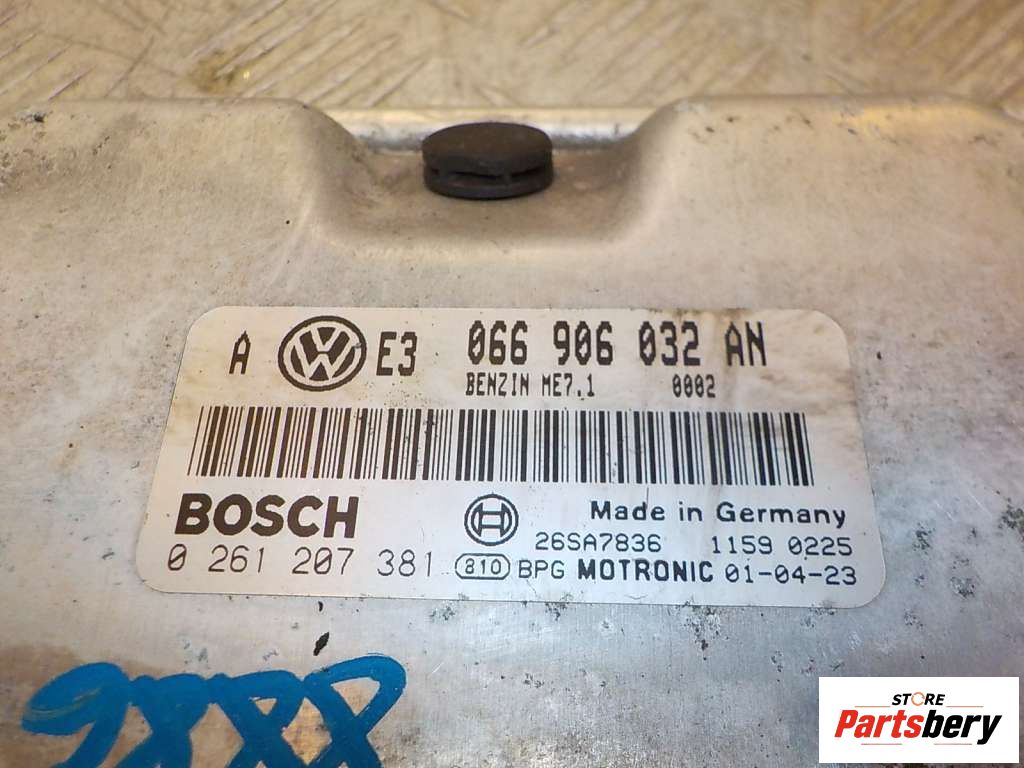 A VW E3 066 906 032 AN
BENZIN ME7.1 0002
BOSCH Made in Germany
26SA7836 1159 0225
0 261 207 381 810 BPG MOTRONIC 01-04-23
STORE
Partsbery